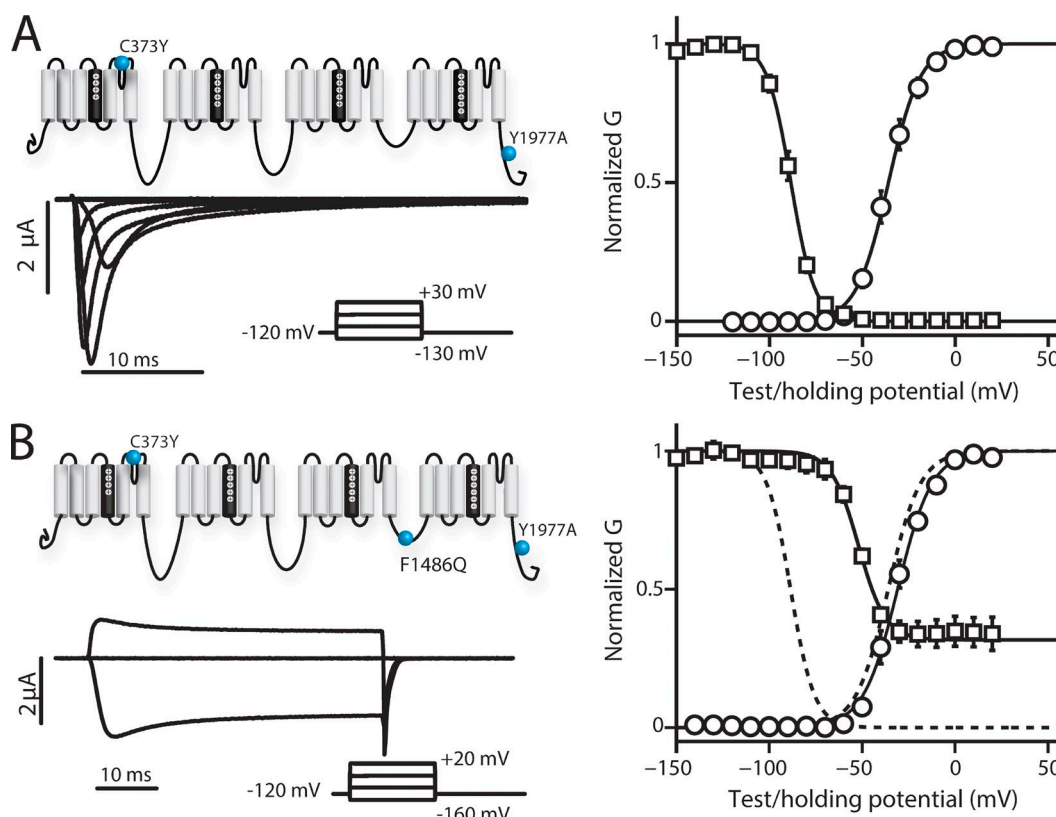 A
C373Y
Y1977A
2 μA
10 ms
+30 mV
-120 mV
-130 mV
Normalized G
1
0.5
0
−150
−100
−50
0
50
Test/holding potential (mV)
B
C373Y
F1486Q
Y1977A
2μA
10 ms
+20 mV
-120 mV
-160 mV
Normalized G
1
0.5
0
−150
−100
−50
0
50
Test/holding potential (mV)